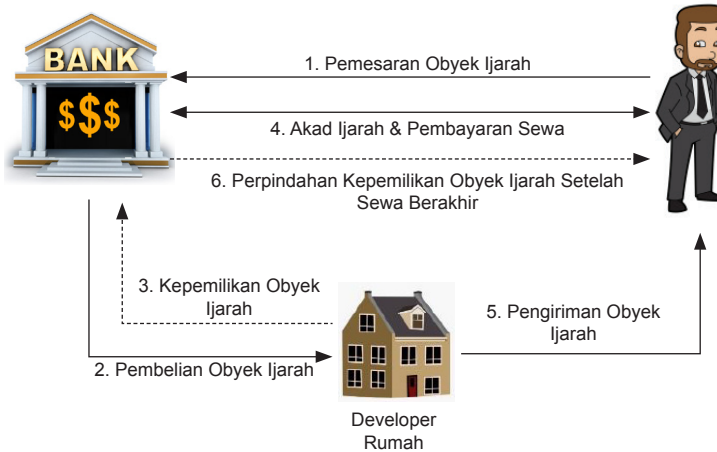 BANK
$$$
1. Pemesaran Obyek Ijarah
4. Akad Ijarah & Pembayaran Sewa
6. Perpindahan Kepemilikan Obyek Ijarah Setelah
Sewa Berakhir
3. Kepemilikan Obyek
Ijarah
5. Pengiriman Obyek
Ijarah
2. Pembelian Obyek Ijarah
Developer
Rumah